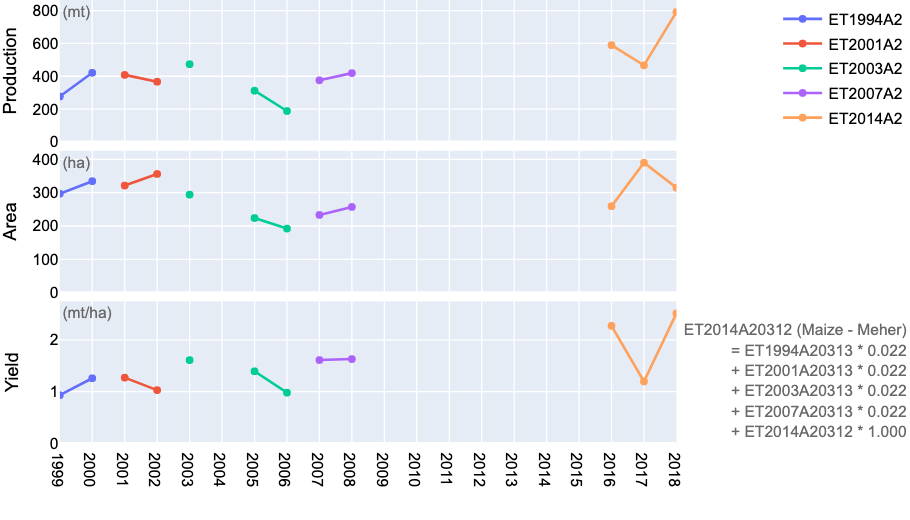 Production
(mt)
800
600
400
200
0
Area
(ha)
400
300
200
100
0
Yield
(mt/ha)
2
1
0
1999
2000
2001
2002
2003
2004
2005
2006
2007
2008
2009
2010
2011
2012
2013
2014
2015
2016
2017
2018
ET1994A2
ET2001A2
ET2003A2
ET2007A2
ET2014A2
ET2014A20312 (Maize - Meher)
= ET1994A20313 * 0.022
+ ET2001A20313 * 0.022
+ ET2003A20313 * 0.022
+ ET2007A20313 * 0.022
+ ET2014A20312 * 1.000